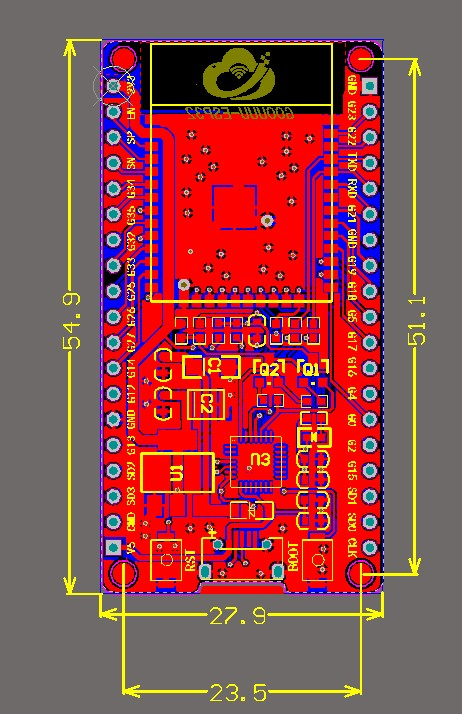 GOOUUU-ESP32
3V3
EN
SP
SN
G34
G35
G32
G33
G25
G26
G27
G14
G12
GND
G13
SD2
SD3
CMD
V5
GND
G23
G22
TXD
RXD
G21
GND
G19
G18
G5
G17
G16
G4
G0
G2
G15
SD1
SD0
CLK
C1
Q2
Q1
C2
U3
U1
RST
BOOT
54.9
51.1
27.9
23.5